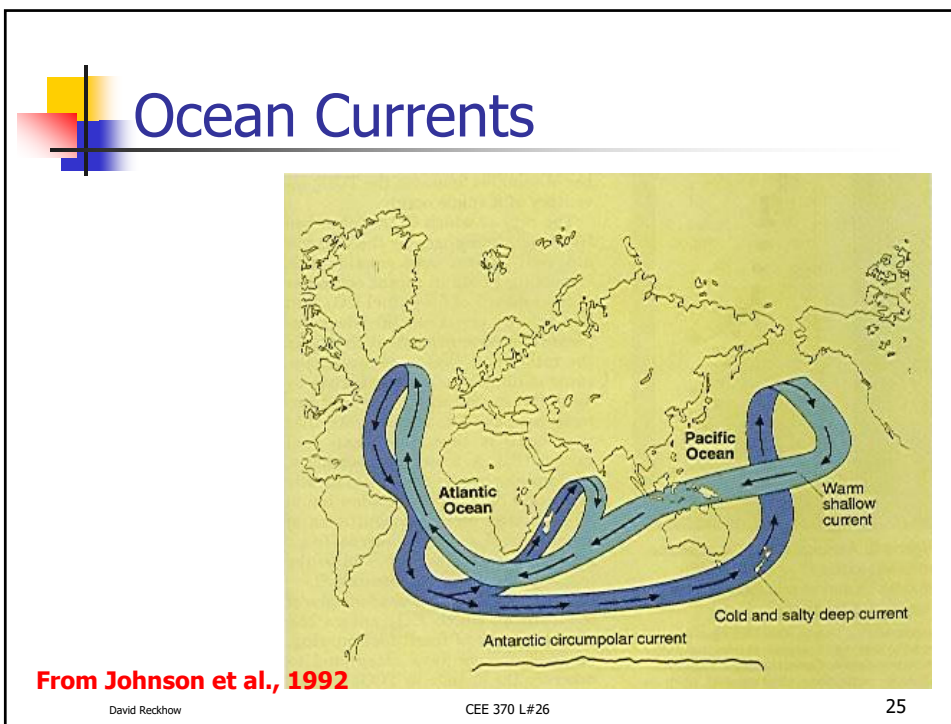 Ocean Currents
Pacific
Ocean
Atlantic
Ocean
Warm
shallow
current
Cold and salty deep current
Antarctic circumpolar current
From Johnson et al., 1992
David Reckhow
CEE 370 L#26
25